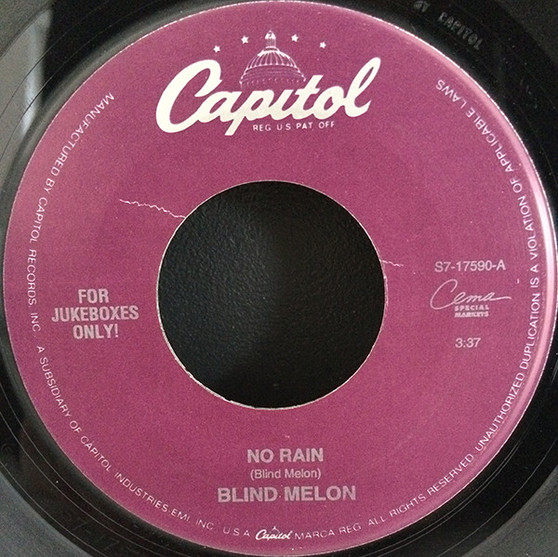 Capitol
REG. U.S. PAT. OFF.
FOR
JUKEBOXES
ONLY!
S7-17590-A
Cema
SPECIAL
MARKETS
3:37
NO RAIN
(Blind Melon)
BLIND MELON
MANUFACTURED BY CAPITOL RECORDS, INC. A SUBSIDIARY OF CAPITOL INDUSTRIES-EMI, INC. U.S.A. Capitol MARCA REG. ALL RIGHTS RESERVED. UNAUTHORIZED DUPLICATION IS A VIOLATION OF APPLICABLE LAWS